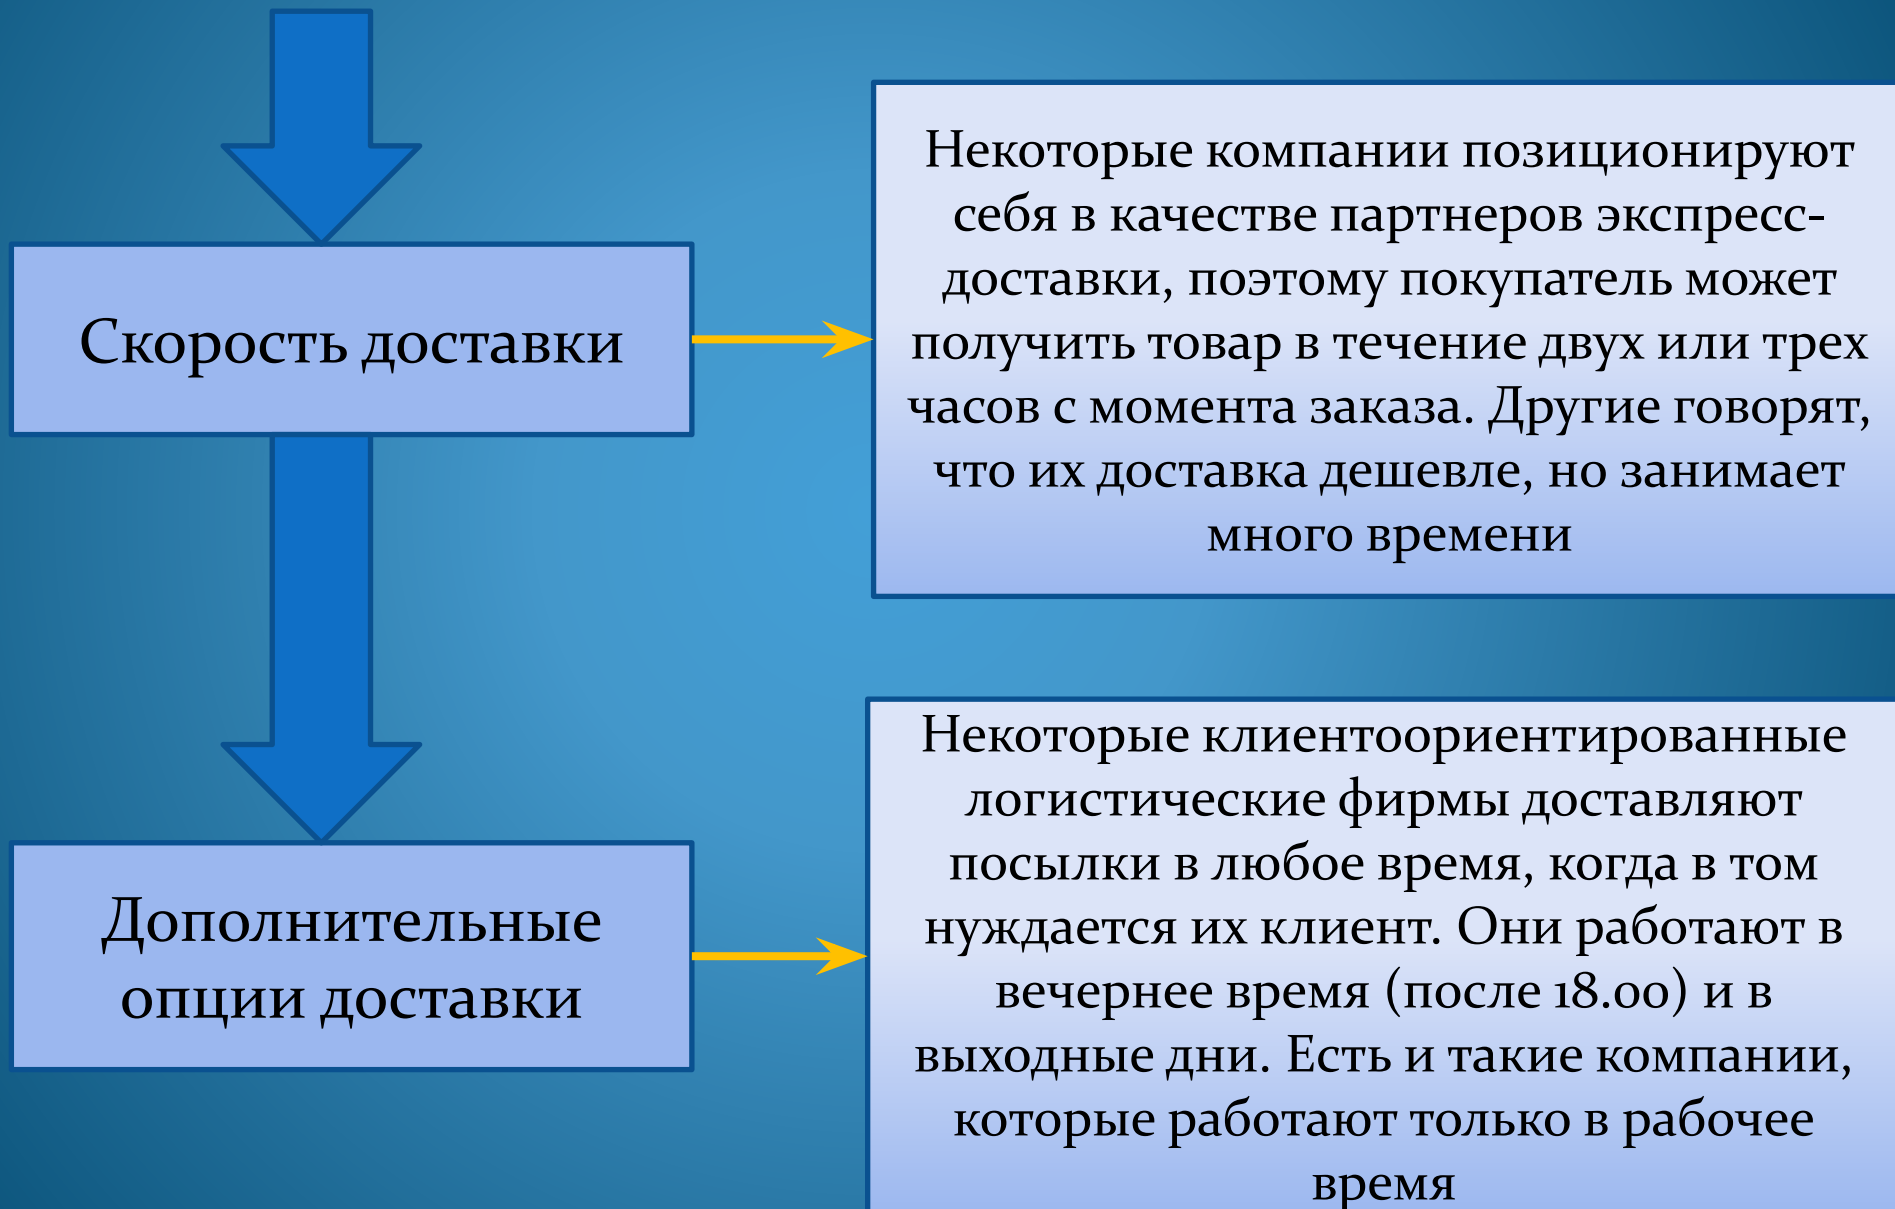 Скорость доставки
Некоторые компании позиционируют
себя в качестве партнеров экспресс-
доставки, поэтому покупатель может
получить товар в течение двух или трех
часов с момента заказа. Другие говорят,
что их доставка дешевле, но занимает
много времени
Дополнительные
опции доставки
Некоторые клиентоориентированные
логистические фирмы доставляют
посылки в любое время, когда в том
нуждается их клиент. Они работают в
вечернее время (после 18.00) и в
выходные дни. Есть и такие компании,
которые работают только в рабочее
время